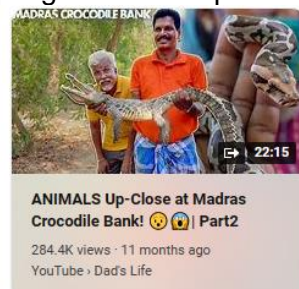 MADRAS CROCODILE BANK
22:15
ANIMALS Up-Close at Madras
Crocodile Bank! 😯😱| Part2
284.4K views · 11 months ago
YouTube › Dad's Life